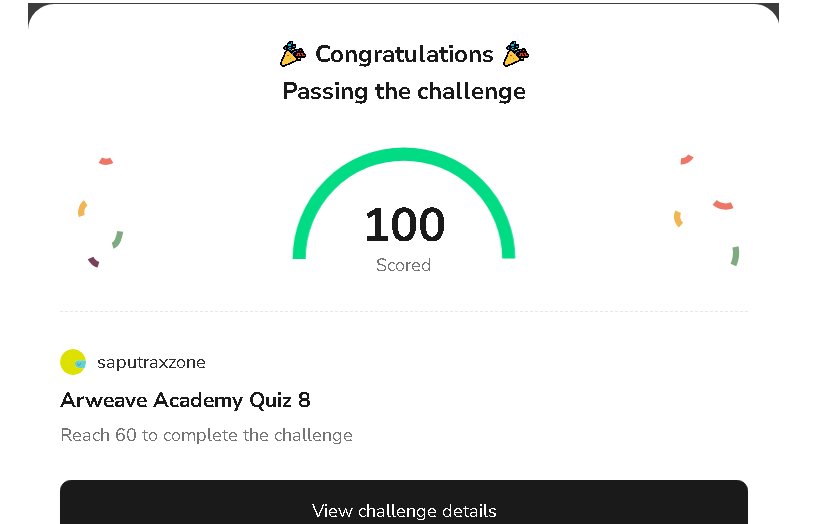 🎉 Congratulations 🎉
Passing the challenge
100
Scored
saputraxzone
Arweave Academy Quiz 8
Reach 60 to complete the challenge
View challenge details